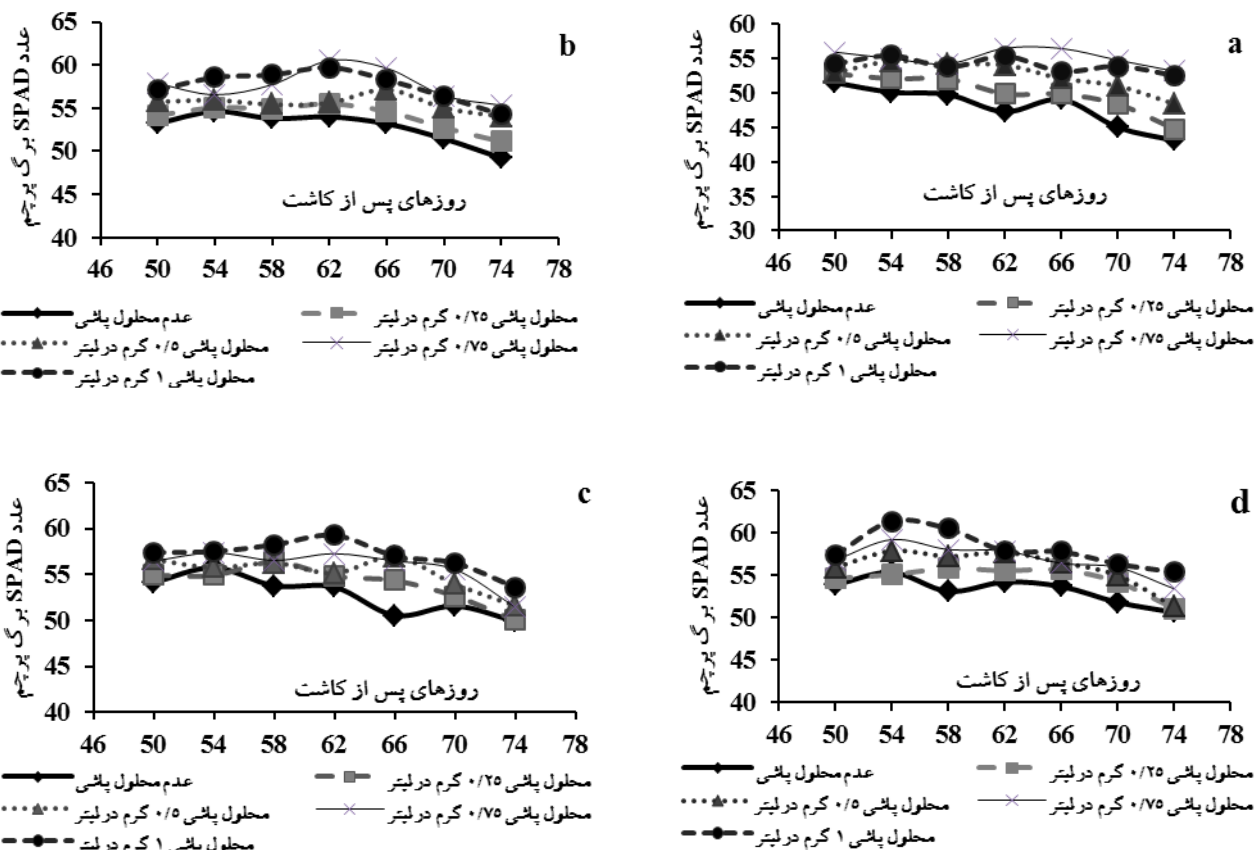 a
عدد SPAD برگ پرچم
60
55
50
45
40
35
30
روزهای پس از کاشت
46 50 54 58 62 66 70 74 78
عدم محلول پاشی
محلول پاشی ۰/۲۵ گرم در لیتر
محلول پاشی ۰/۵ گرم در لیتر
محلول پاشی ۰/۷۵ گرم در لیتر
محلول پاشی ۱ گرم در لیتر
b
عدد SPAD برگ پرچم
65
60
55
50
45
40
روزهای پس از کاشت
46 50 54 58 62 66 70 74 78
عدم محلول پاشی
محلول پاشی ۰/۲۵ گرم در لیتر
محلول پاشی ۰/۵ گرم در لیتر
محلول پاشی ۰/۷۵ گرم در لیتر
محلول پاشی ۱ گرم در لیتر
c
عدد SPAD برگ پرچم
65
60
55
50
45
40
روزهای پس از کاشت
46 50 54 58 62 66 70 74 78
عدم محلول پاشی
محلول پاشی ۰/۲۵ گرم در لیتر
محلول پاشی ۰/۵ گرم در لیتر
محلول پاشی ۰/۷۵ گرم در لیتر
محلول پاشی ۱ گرم در لیتر
d
عدد SPAD برگ پرچم
65
60
55
50
45
40
روزهای پس از کاشت
46 50 54 58 62 66 70 74 78
عدم محلول پاشی
محلول پاشی ۰/۲۵ گرم در لیتر
محلول پاشی ۰/۵ گرم در لیتر
محلول پاشی ۰/۷۵ گرم در لیتر
محلول پاشی ۱ گرم در لیتر